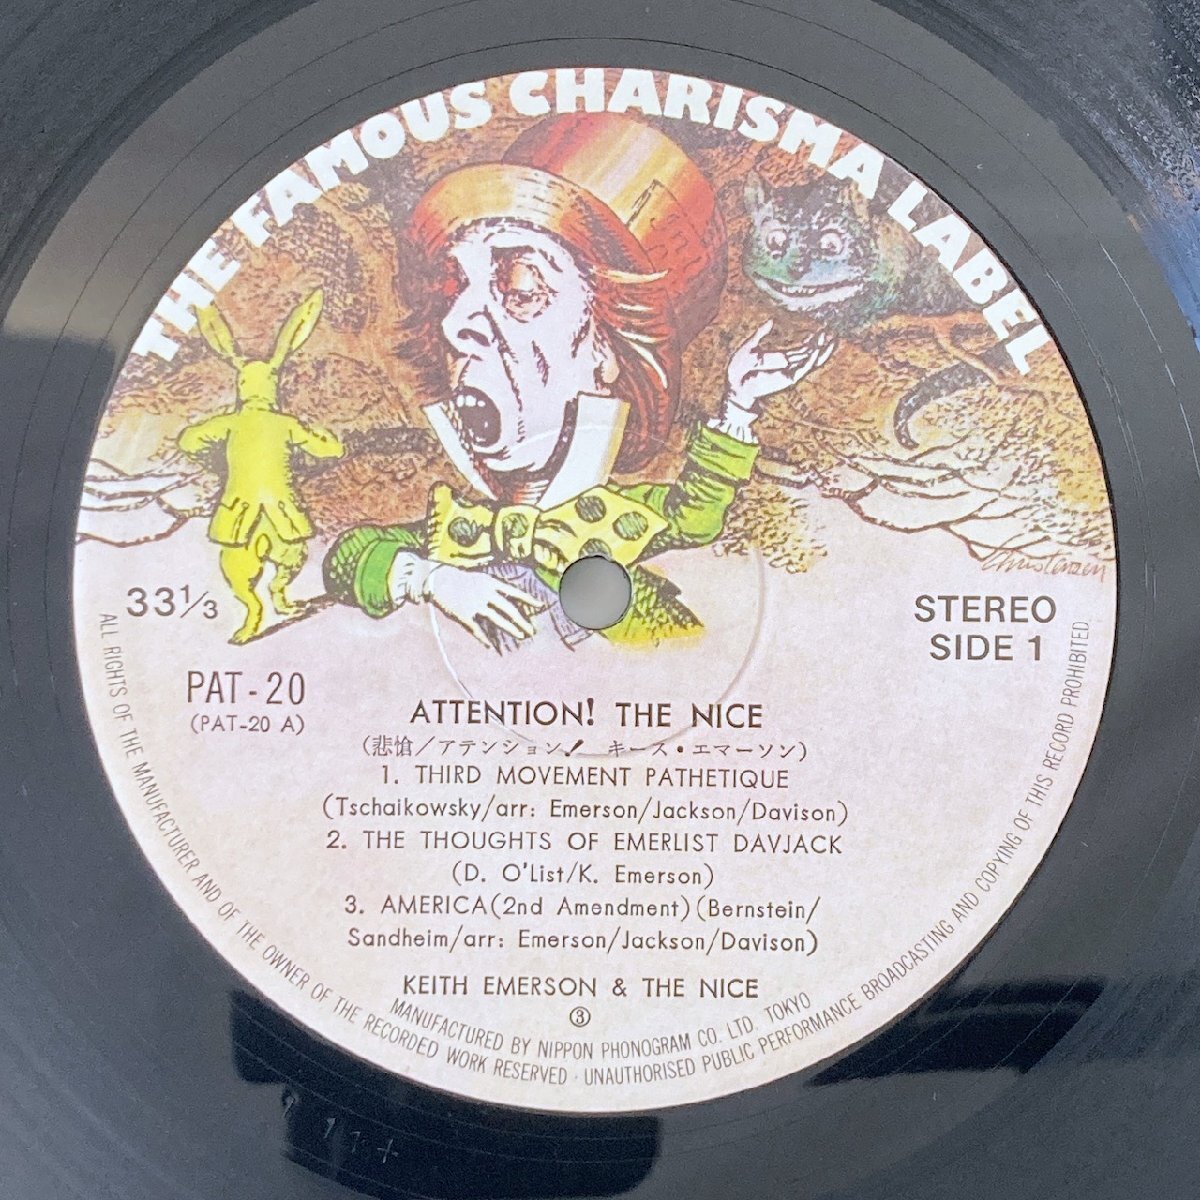 THE FAMOUS CHARISMA LABEL
Christensen
33⅓
STEREO
SIDE 1
PAT-20
(PAT-20 A)
ATTENTION! THE NICE
(悲愴/アテンション! キース・エマーソン)
1. THIRD MOVEMENT PATHETIQUE
(Tschaikowsky/arr: Emerson/Jackson/Davison)
2. THE THOUGHTS OF EMERLIST DAVJACK
(D. O'List/K. Emerson)
3. AMERICA(2nd Amendment)(Bernstein/
Sandheim/arr: Emerson/Jackson/Davison)
KEITH EMERSON & THE NICE
③
MANUFACTURED BY NIPPON PHONOGRAM CO. LTD. TOKYO
ALL RIGHTS OF THE MANUFACTURER AND OF THE OWNER OF THE RECORDED WORK RESERVED · UNAUTHORISED PUBLIC PERFORMANCE BROADCASTING AND COPYING OF THIS RECORD PROHIBITED